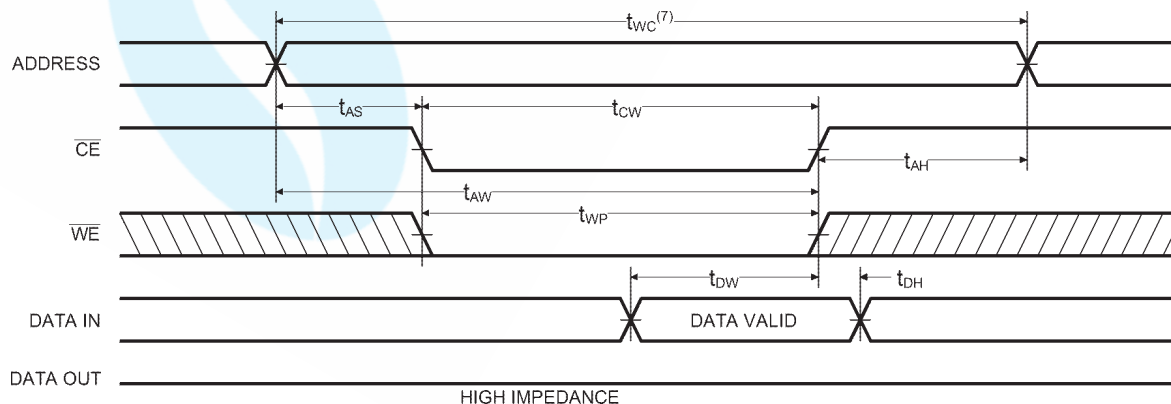 tWC(7)
ADDRESS
tAS
tCW
CE
tAH
tAW
tWP
WE
tDW
tDH
DATA IN
DATA VALID
DATA OUT
HIGH IMPEDANCE